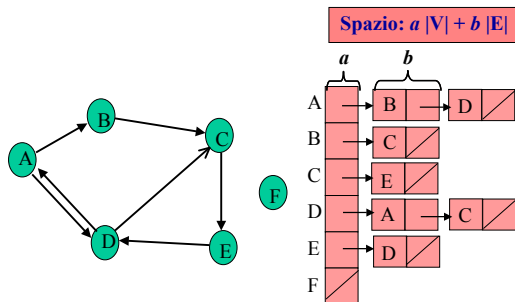 Spazio: a |V| + b |E|
a b
A B D
B C
C E
D A C
E D
F
B
C
A
F
D
E